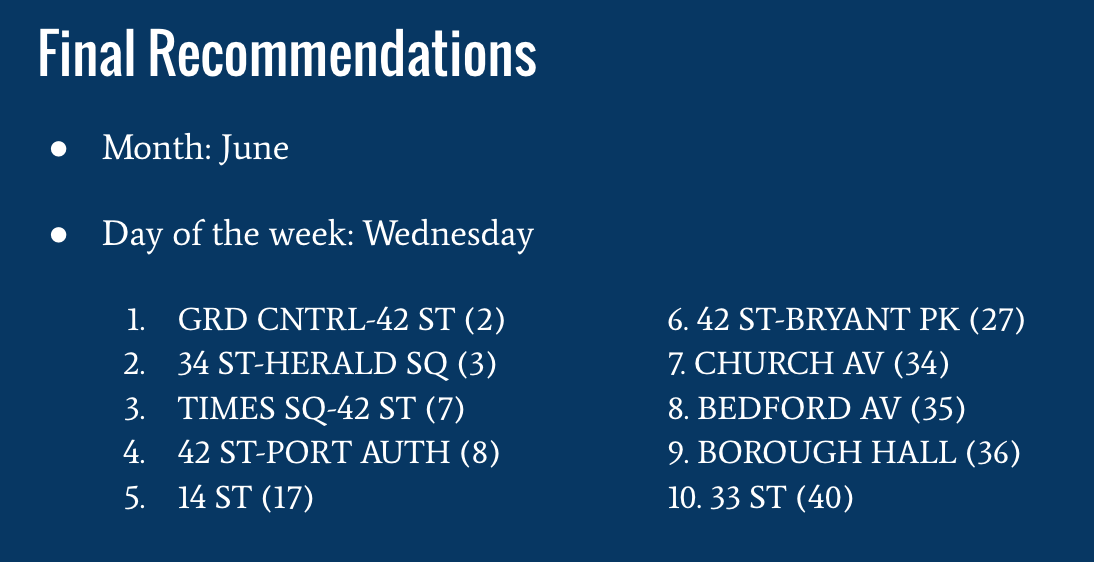 Final Recommendations
● Month: June
● Day of the week: Wednesday
1. GRD CNTRL-42 ST (2)
2. 34 ST-HERALD SQ (3)
3. TIMES SQ-42 ST (7)
4. 42 ST-PORT AUTH (8)
5. 14 ST (17)
6. 42 ST-BRYANT PK (27)
7. CHURCH AV (34)
8. BEDFORD AV (35)
9. BOROUGH HALL (36)
10. 33 ST (40)